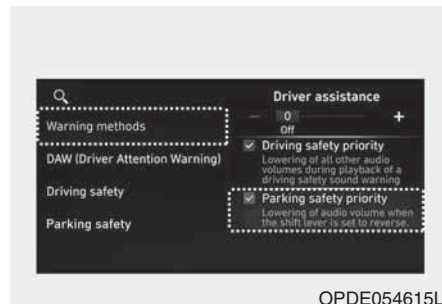 Driver assistance
Warning methods
− 0 +
Off
DAW (Driver Attention Warning)
Driving safety
Parking safety
Driving safety priority
Lowering of all other audio
volumes during playback of a
driving safety sound warning
Parking safety priority
Lowering of audio volume when
the shift lever is set to reverse.
OPDE054615L